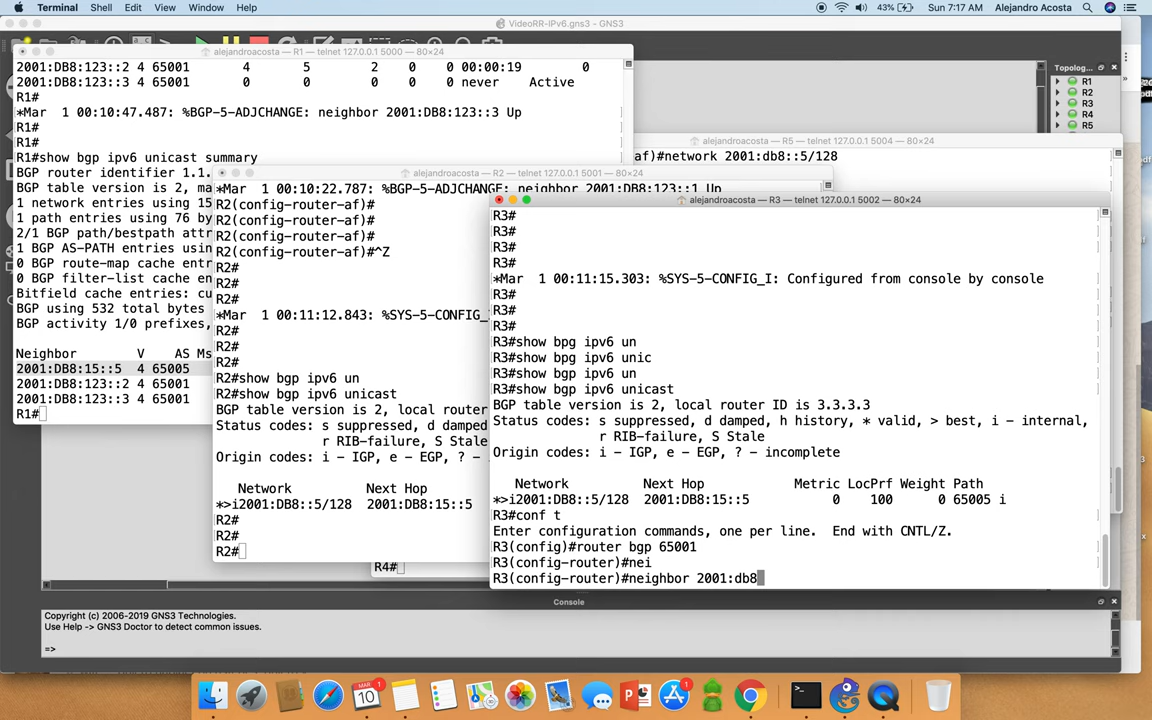 Terminal Shell Edit View Window Help
43% Sun 7:17 AM Alejandro Acosta
VideoRR-IPv6.gns3 — GNS3
alejandroacosta — R1 — telnet 127.0.0.1 5000 — 80×24
2001:DB8:123::2 4 65001 4 5 2 0 0 00:00:19 0
2001:DB8:123::3 4 65001 0 0 0 0 0 never Active
R1#
*Mar 1 00:10:47.487: %BGP-5-ADJCHANGE: neighbor 2001:DB8:123::3 Up
R1#
R1#
R1#show bgp ipv6 unicast summary
BGP router identifier 1.1.
BGP table version is 2, ma
1 network entries using 15
1 path entries using 76 by
2/1 BGP path/bestpath attr
1 BGP AS-PATH entries usin
0 BGP route-map cache entr
0 BGP filter-list cache en
Bitfield cache entries: cu
BGP using 532 total bytes
BGP activity 1/0 prefixes,
Neighbor V AS Ms
2001:DB8:15::5 4 65005
2001:DB8:123::2 4 65001
2001:DB8:123::3 4 65001
R1#
Topolog...
R1
R2
R3
R4
R5
alejandroacosta — R5 — telnet 127.0.0.1 5004 — 80×24
af)#network 2001:db8::5/128
alejandroacosta — R2 — telnet 127.0.0.1 5001 — 80×24
*Mar 1 00:10:22.787: %BGP-5-ADJCHANGE: neighbor 2001:DB8:123::1 Up
R2(config-router-af)#
R2(config-router-af)#
R2(config-router-af)#
R2(config-router-af)#^Z
R2#
R2#
R2#
*Mar 1 00:11:12.843: %SYS-5-CONFIG_
R2#
R2#
R2#
R2#show bgp ipv6 un
R2#show bgp ipv6 unicast
BGP table version is 2, local router
Status codes: s suppressed, d damped,
r RIB-failure, S Stale
Origin codes: i - IGP, e - EGP, ? -
Network Next Hop
*>i2001:DB8::5/128 2001:DB8:15::5
R2#
R2#
R2#
R4#
alejandroacosta — R3 — telnet 127.0.0.1 5002 — 80×24
R3#
R3#
R3#
R3#
*Mar 1 00:11:15.303: %SYS-5-CONFIG_I: Configured from console by console
R3#
R3#
R3#
R3#show bpg ipv6 un
R3#show bgp ipv6 unic
R3#show bgp ipv6 un
R3#show bgp ipv6 unicast
BGP table version is 2, local router ID is 3.3.3.3
Status codes: s suppressed, d damped, h history, * valid, > best, i - internal,
r RIB-failure, S Stale
Origin codes: i - IGP, e - EGP, ? - incomplete
Network Next Hop Metric LocPrf Weight Path
*>i2001:DB8::5/128 2001:DB8:15::5 0 100 0 65005 i
R3#conf t
Enter configuration commands, one per line. End with CNTL/Z.
R3(config)#router bgp 65001
R3(config-router)#nei
R3(config-router)#neighbor 2001:db8
Console
Copyright (c) 2006-2019 GNS3 Technologies.
Use Help -> GNS3 Doctor to detect common issues.
=>